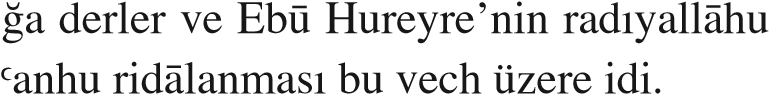 ğa derler ve Ebū Hureyre’nin radıyallāhu
ʿanhu ridālanması bu vech üzere idi.